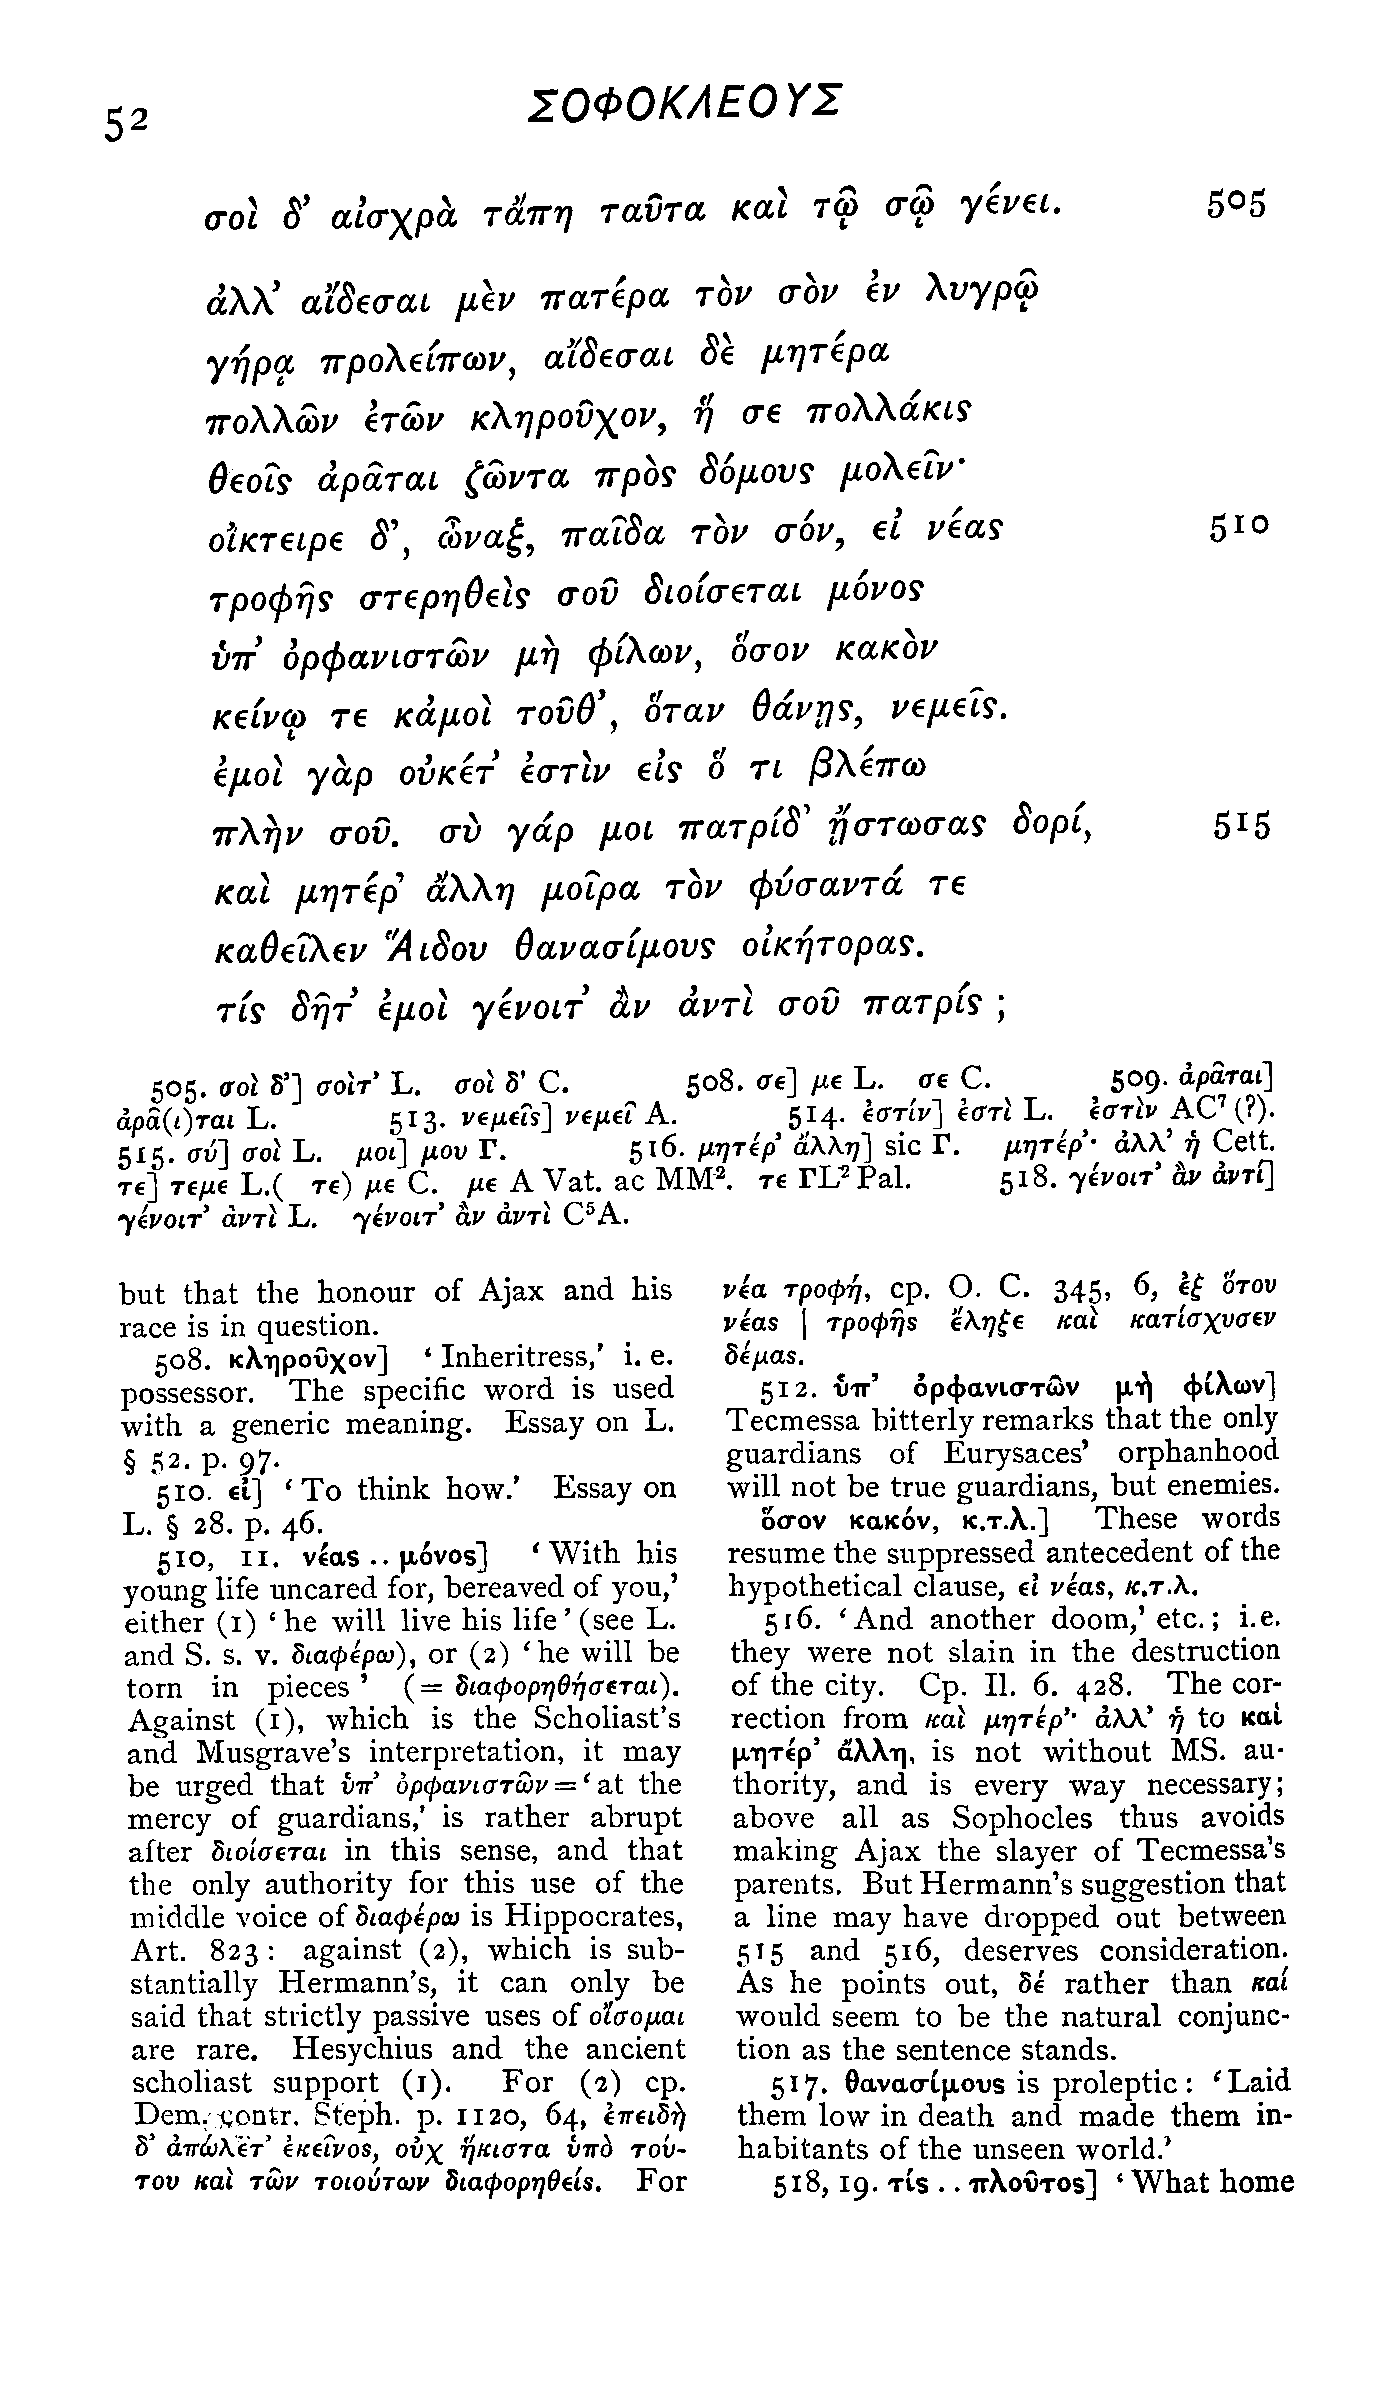 52
ΣΟΦΟΚΛΕΟΥΣ
σοὶ δ’ αἰσχρὰ τἄπη ταῦτα καὶ τῷ σῷ γένει. 505
ἀλλ’ αἴδεσαι μὲν πατέρα τὸν σὸν ἐν λυγρῷ
γήρᾳ προλείπων, αἴδεσαι δὲ μητέρα
πολλῶν ἐτῶν κληροῦχον, ἥ σε πολλάκις
θεοῖς ἀρᾶται ζῶντα πρὸς δόμους μολεῖν·
οἴκτειρε δ’, ὦναξ, παῖδα τὸν σόν, εἰ νέας 510
τροφῆς στερηθεὶς σοῦ διοίσεται μόνος
ὑπ’ ὀρφανιστῶν μὴ φίλων, ὅσον κακὸν
κείνῳ τε κἀμοὶ τοῦθ’, ὅταν θάνῃς, νεμεῖς.
ἐμοὶ γὰρ οὐκέτ’ ἐστὶν εἰς ὅ τι βλέπω
πλὴν σοῦ. σὺ γάρ μοι πατρίδ’ ᾔστωσας δορί, 515
καὶ μητέρ’ ἄλλη μοῖρα τὸν φύσαντά τε
καθεῖλεν Ἅιδου θανασίμους οἰκήτορας.
τίς δῆτ’ ἐμοὶ γένοιτ’ ἂν ἀντὶ σοῦ πατρίς ;
505. σοὶ δ’] σοὶτ’ L. σοὶ δ’ C. 508. σε] με L. σε C. 509. ἀρᾶται]
ἀρᾶ(ι)ται L. 513. νεμεῖς] νεμεῖ A. 514. ἐστίν] ἐστὶ L. ἐστὶν AC⁷ (?).
515. σύ] σοὶ L. μοι] μου Γ. 516. μητέρ’ ἄλλη] sic Γ. μητέρ’· ἀλλ’ ἡ Cett.
τε] τεμε L.( τε) με C. με A Vat. ac MM². τε ΓL² Pal. 518. γένοιτ’ ἂν ἀντί]
γένοιτ’ ἀντὶ L. γένοιτ’ ἂν ἀντὶ C⁵A.
but that the honour of Ajax and his
race is in question.
508. κληροῦχον] ‘Inheritress,’ i. e.
possessor. The specific word is used
with a generic meaning. Essay on L.
§ 52. p. 97.
510. εἰ] ‘To think how.’ Essay on
L. § 28. p. 46.
510, 11. νέας .. μόνος] ‘With his
young life uncared for, bereaved of you,’
either (1) ‘he will live his life’ (see L.
and S. s. v. διαφέρω), or (2) ‘he will be
torn in pieces’ (= διαφορηθήσεται).
Against (1), which is the Scholiast’s
and Musgrave’s interpretation, it may
be urged that ὑπ’ ὀρφανιστῶν = ‘at the
mercy of guardians,’ is rather abrupt
after διοίσεται in this sense, and that
the only authority for this use of the
middle voice of διαφέρω is Hippocrates,
Art. 823: against (2), which is sub-
stantially Hermann’s, it can only be
said that strictly passive uses of οἴσομαι
are rare. Hesychius and the ancient
scholiast support (1). For (2) cp.
Dem. contr. Steph. p. 1120, 64, ἐπειδὴ
δ’ ἀπώλετ’ ἐκεῖνος, οὐχ ἥκιστα ὑπὸ τού-
του καὶ τῶν τοιούτων διαφορηθείς. For
νέα τροφή, cp. O. C. 345, 6, ἐξ ὅτου
νέας | τροφῆς ἔληξε καὶ κατίσχυσεν
δέμας.
512. ὑπ’ ὀρφανιστῶν μὴ φίλων]
Tecmessa bitterly remarks that the only
guardians of Eurysaces’ orphanhood
will not be true guardians, but enemies.
ὅσον κακόν, κ.τ.λ.] These words
resume the suppressed antecedent of the
hypothetical clause, εἰ νέας, κ.τ.λ.
516. ‘And another doom,’ etc.; i.e.
they were not slain in the destruction
of the city. Cp. Il. 6. 428. The cor-
rection from καὶ μητέρ’· ἀλλ’ ἡ to καὶ
μητέρ’ ἄλλη, is not without MS. au-
thority, and is every way necessary;
above all as Sophocles thus avoids
making Ajax the slayer of Tecmessa’s
parents. But Hermann’s suggestion that
a line may have dropped out between
515 and 516, deserves consideration.
As he points out, δέ rather than καί
would seem to be the natural conjunc-
tion as the sentence stands.
517. θανασίμους is proleptic: ‘Laid
them low in death and made them in-
habitants of the unseen world.’
518, 19. τίς .. πλοῦτος] ‘What home